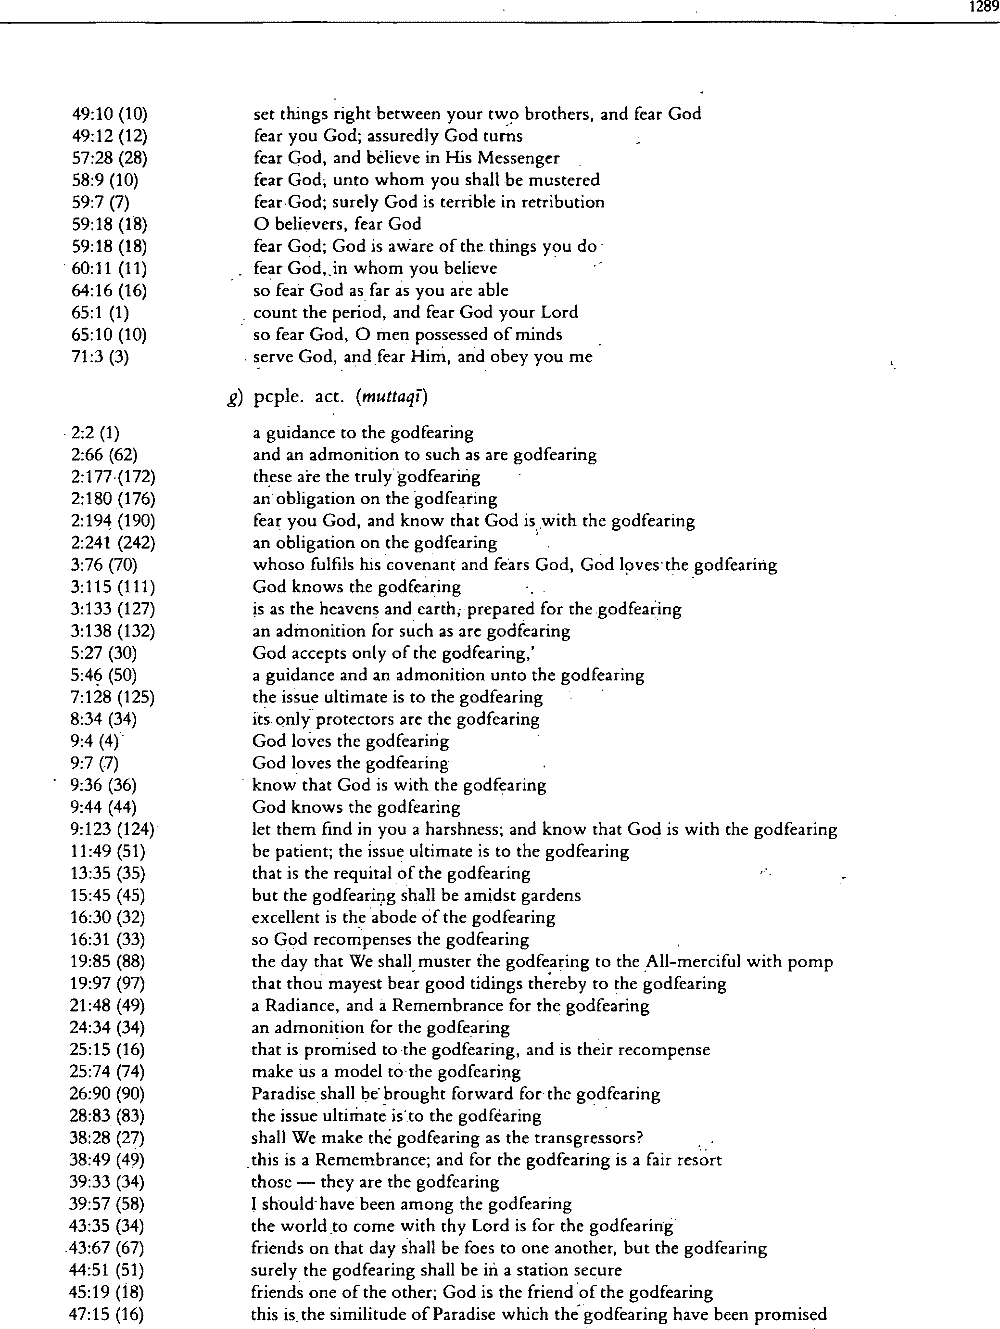 1289
49:10 (10) set things right between your two brothers, and fear God
49:12 (12) fear you God; assuredly God turns
57:28 (28) fear God, and believe in His Messenger
58:9 (10) fear God, unto whom you shall be mustered
59:7 (7) fear God; surely God is terrible in retribution
59:18 (18) O believers, fear God
59:18 (18) fear God; God is aware of the things you do
60:11 (11) fear God, in whom you believe
64:16 (16) so fear God as far as you are able
65:1 (1) count the period, and fear God your Lord
65:10 (10) so fear God, O men possessed of minds
71:3 (3) serve God, and fear Him, and obey you me
g) pcple. act. (muttaqī)
2:2 (1) a guidance to the godfearing
2:66 (62) and an admonition to such as are godfearing
2:177 (172) these are the truly godfearing
2:180 (176) an obligation on the godfearing
2:194 (190) fear you God, and know that God is with the godfearing
2:241 (242) an obligation on the godfearing
3:76 (70) whoso fulfils his covenant and fears God, God loves the godfearing
3:115 (111) God knows the godfearing
3:133 (127) is as the heavens and earth, prepared for the godfearing
3:138 (132) an admonition for such as are godfearing
5:27 (30) God accepts only of the godfearing,'
5:46 (50) a guidance and an admonition unto the godfearing
7:128 (125) the issue ultimate is to the godfearing
8:34 (34) its only protectors are the godfearing
9:4 (4) God loves the godfearing
9:7 (7) God loves the godfearing
9:36 (36) know that God is with the godfearing
9:44 (44) God knows the godfearing
9:123 (124) let them find in you a harshness; and know that God is with the godfearing
11:49 (51) be patient; the issue ultimate is to the godfearing
13:35 (35) that is the requital of the godfearing
15:45 (45) but the godfearing shall be amidst gardens
16:30 (32) excellent is the abode of the godfearing
16:31 (33) so God recompenses the godfearing
19:85 (88) the day that We shall muster the godfearing to the All-merciful with pomp
19:97 (97) that thou mayest bear good tidings thereby to the godfearing
21:48 (49) a Radiance, and a Remembrance for the godfearing
24:34 (34) an admonition for the godfearing
25:15 (16) that is promised to the godfearing, and is their recompense
25:74 (74) make us a model to the godfearing
26:90 (90) Paradise shall be brought forward for the godfearing
28:83 (83) the issue ultimate is to the godfearing
38:28 (27) shall We make the godfearing as the transgressors?
38:49 (49) this is a Remembrance; and for the godfearing is a fair resort
39:33 (34) those — they are the godfearing
39:57 (58) I should have been among the godfearing
43:35 (34) the world to come with thy Lord is for the godfearing
43:67 (67) friends on that day shall be foes to one another, but the godfearing
44:51 (51) surely the godfearing shall be in a station secure
45:19 (18) friends one of the other; God is the friend of the godfearing
47:15 (16) this is the similitude of Paradise which the godfearing have been promised